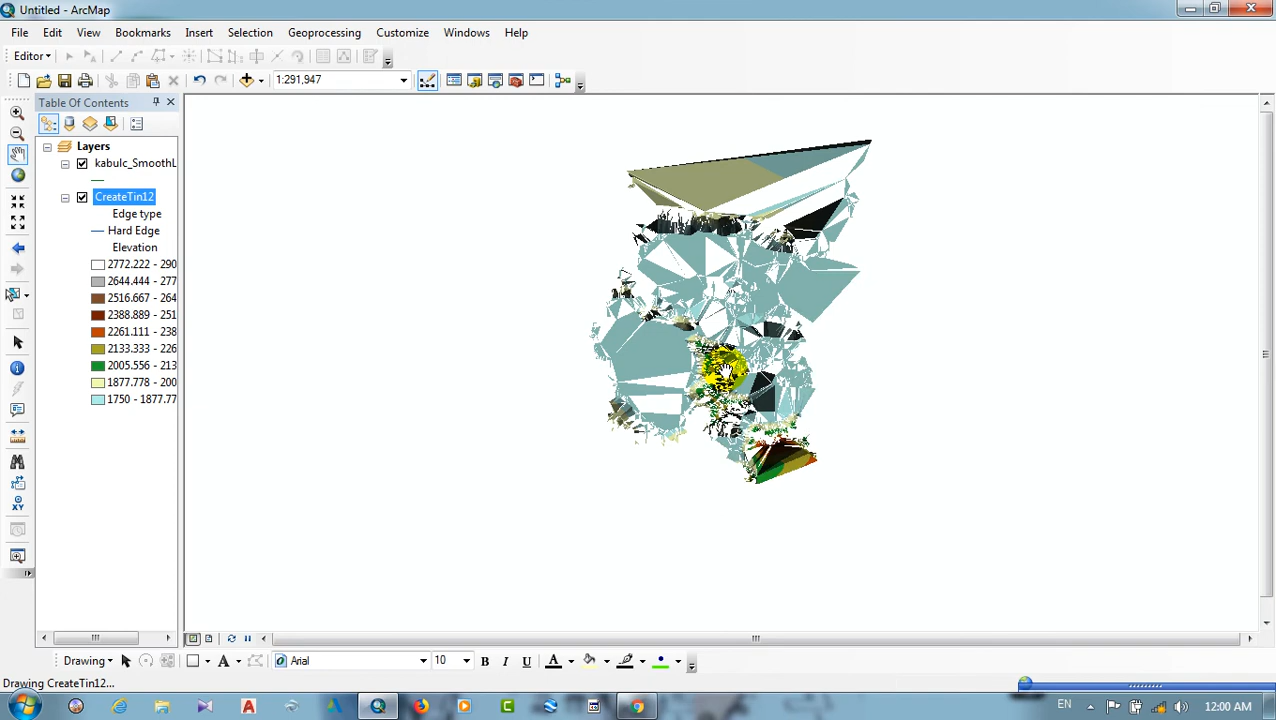 Untitled - ArcMap
File Edit View Bookmarks Insert Selection Geoprocessing Customize Windows Help
Editor
1:291,947
Table Of Contents
Layers
kabulc_SmoothL
CreateTin12
Edge type
Hard Edge
Elevation
2772.222 - 290
2644.444 - 277
2516.667 - 264
2388.889 - 251
2261.111 - 238
2133.333 - 226
2005.556 - 213
1877.778 - 200
1750 - 1877.77
XY
Drawing A Arial 10 B I U A
Drawing CreateTin12...
EN 12:00 AM